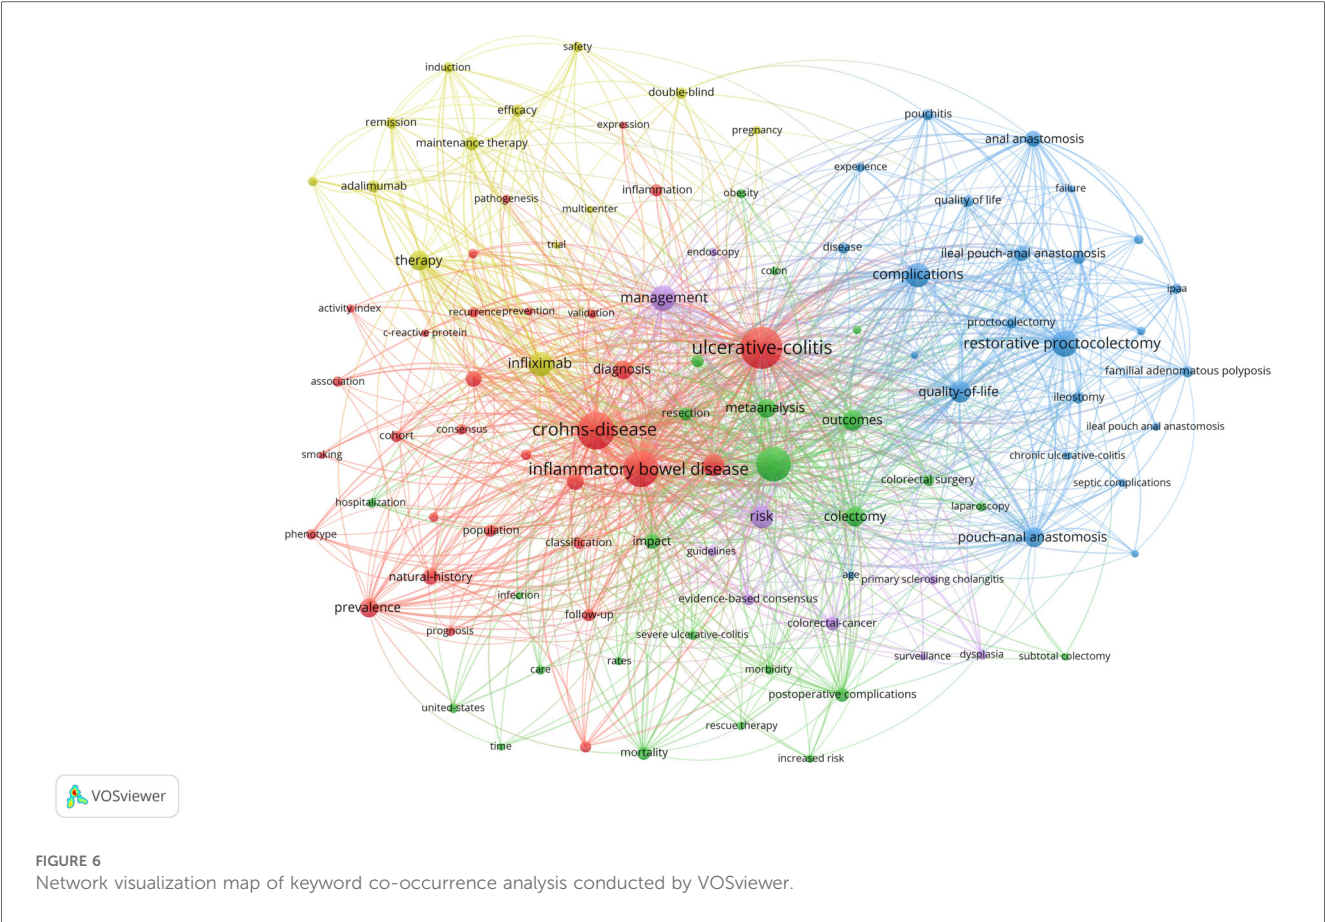 safety
induction
double-blind
efficacy
pouchitis
remission
expression
pregnancy
anal anastomosis
maintenance therapy
experience
adalimumab
inflammation
obesity
failure
pathogenesis
multicenter
quality of life
trial
endoscopy
disease
ileal pouch-anal anastomosis
therapy
colon
complications
management
ipaa
activity index
recurrence
prevention
validation
proctocolectomy
c-reactive protein
ulcerative-colitis
restorative proctocolectomy
infliximab
diagnosis
familial adenomatous polyposis
association
quality-of-life
ileostomy
resection
metaanalysis
outcomes
crohns-disease
consensus
cohort
ileal pouch anal anastomosis
smoking
inflammatory bowel disease
chronic ulcerative-colitis
colorectal surgery
septic complications
hospitalization
laparoscopy
risk
colectomy
phenotype
population
classification
impact
guidelines
pouch-anal anastomosis
natural-history
age
primary sclerosing cholangitis
infection
evidence-based consensus
prevalence
follow-up
colorectal-cancer
prognosis
severe ulcerative-colitis
rates
surveillance
dysplasia
subtotal colectomy
care
morbidity
postoperative complications
united-states
rescue therapy
time
mortality
increased risk
VOSviewer
FIGURE 6
Network visualization map of keyword co-occurrence analysis conducted by VOSviewer.